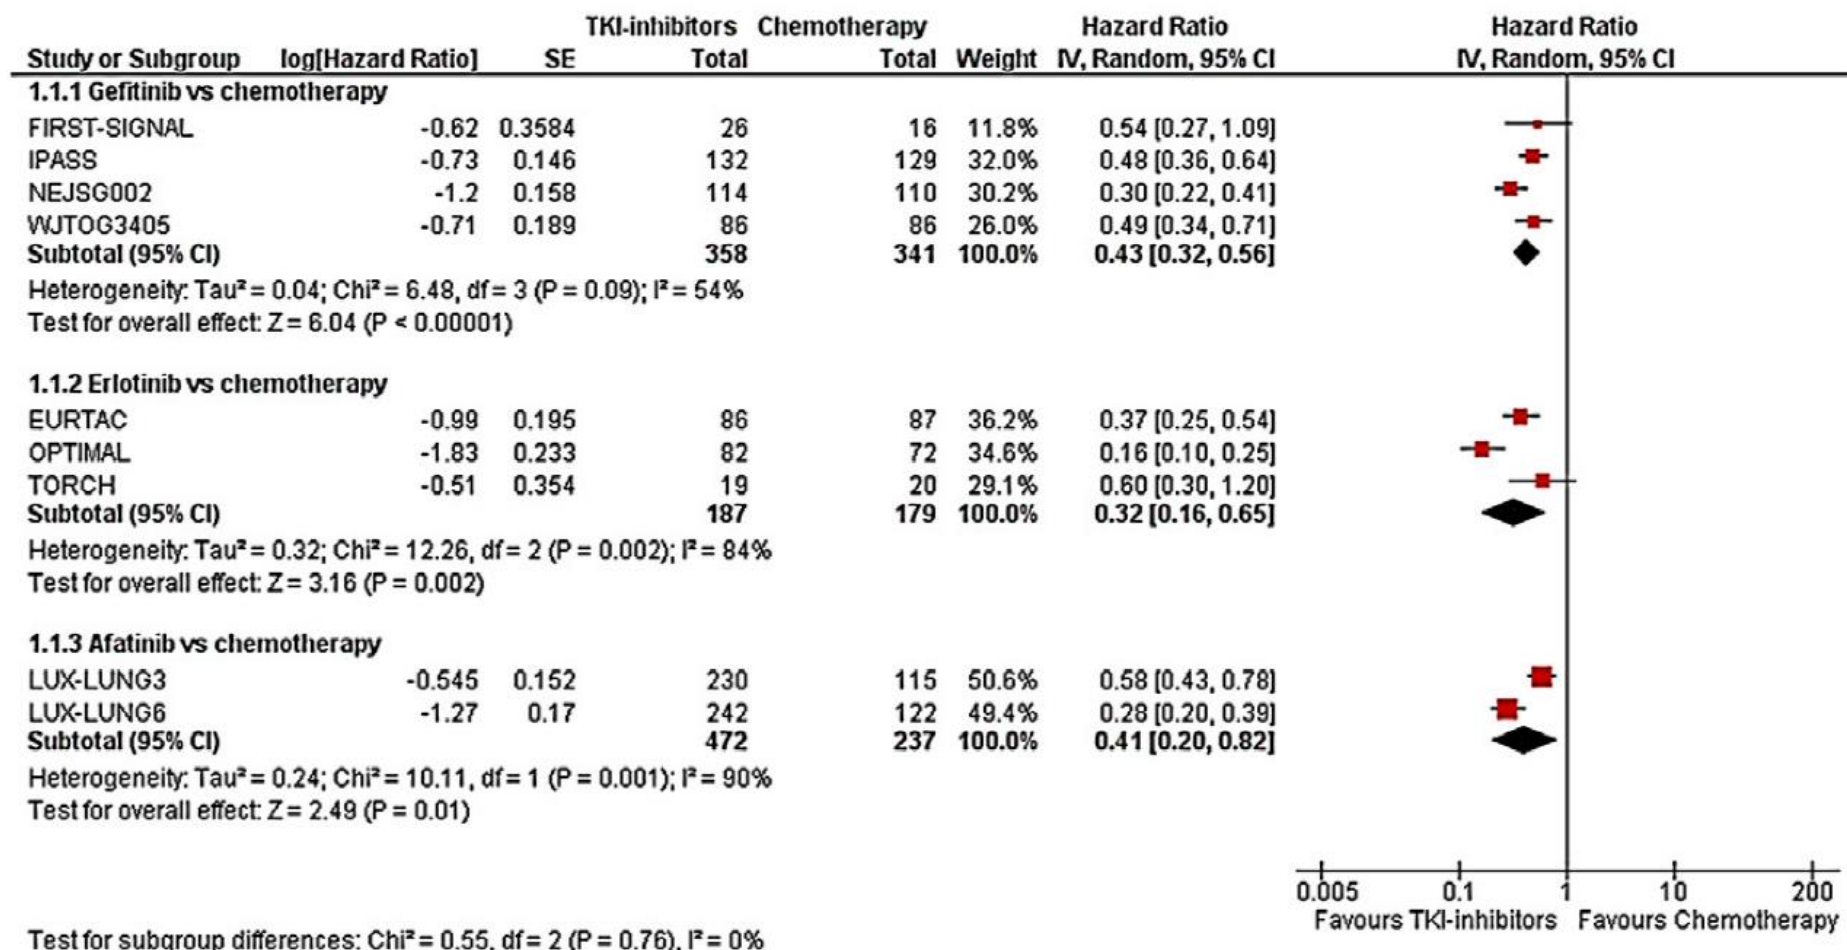 TKI-inhibitors Chemotherapy Hazard Ratio Hazard Ratio
Study or Subgroup log[Hazard Ratio] SE Total Total Weight IV, Random, 95% CI IV, Random, 95% CI
1.1.1 Gefitinib vs chemotherapy
FIRST-SIGNAL -0.62 0.3584 26 16 11.8% 0.54 [0.27, 1.09]
IPASS -0.73 0.146 132 129 32.0% 0.48 [0.36, 0.64]
NEJSG002 -1.2 0.158 114 110 30.2% 0.30 [0.22, 0.41]
WJTOG3405 -0.71 0.189 86 86 26.0% 0.49 [0.34, 0.71]
Subtotal (95% CI) 358 341 100.0% 0.43 [0.32, 0.56]
Heterogeneity: Tau² = 0.04; Chi² = 6.48, df = 3 (P = 0.09); I² = 54%
Test for overall effect: Z = 6.04 (P < 0.00001)
1.1.2 Erlotinib vs chemotherapy
EURTAC -0.99 0.195 86 87 36.2% 0.37 [0.25, 0.54]
OPTIMAL -1.83 0.233 82 72 34.6% 0.16 [0.10, 0.25]
TORCH -0.51 0.354 19 20 29.1% 0.60 [0.30, 1.20]
Subtotal (95% CI) 187 179 100.0% 0.32 [0.16, 0.65]
Heterogeneity: Tau² = 0.32; Chi² = 12.26, df = 2 (P = 0.002); I² = 84%
Test for overall effect: Z = 3.16 (P = 0.002)
1.1.3 Afatinib vs chemotherapy
LUX-LUNG3 -0.545 0.152 230 115 50.6% 0.58 [0.43, 0.78]
LUX-LUNG6 -1.27 0.17 242 122 49.4% 0.28 [0.20, 0.39]
Subtotal (95% CI) 472 237 100.0% 0.41 [0.20, 0.82]
Heterogeneity: Tau² = 0.24; Chi² = 10.11, df = 1 (P = 0.001); I² = 90%
Test for overall effect: Z = 2.49 (P = 0.01)
0.005 0.1 1 10 200
Favours TKI-inhibitors Favours Chemotherapy
Test for subgroup differences: Chi² = 0.55, df = 2 (P = 0.76), I² = 0%